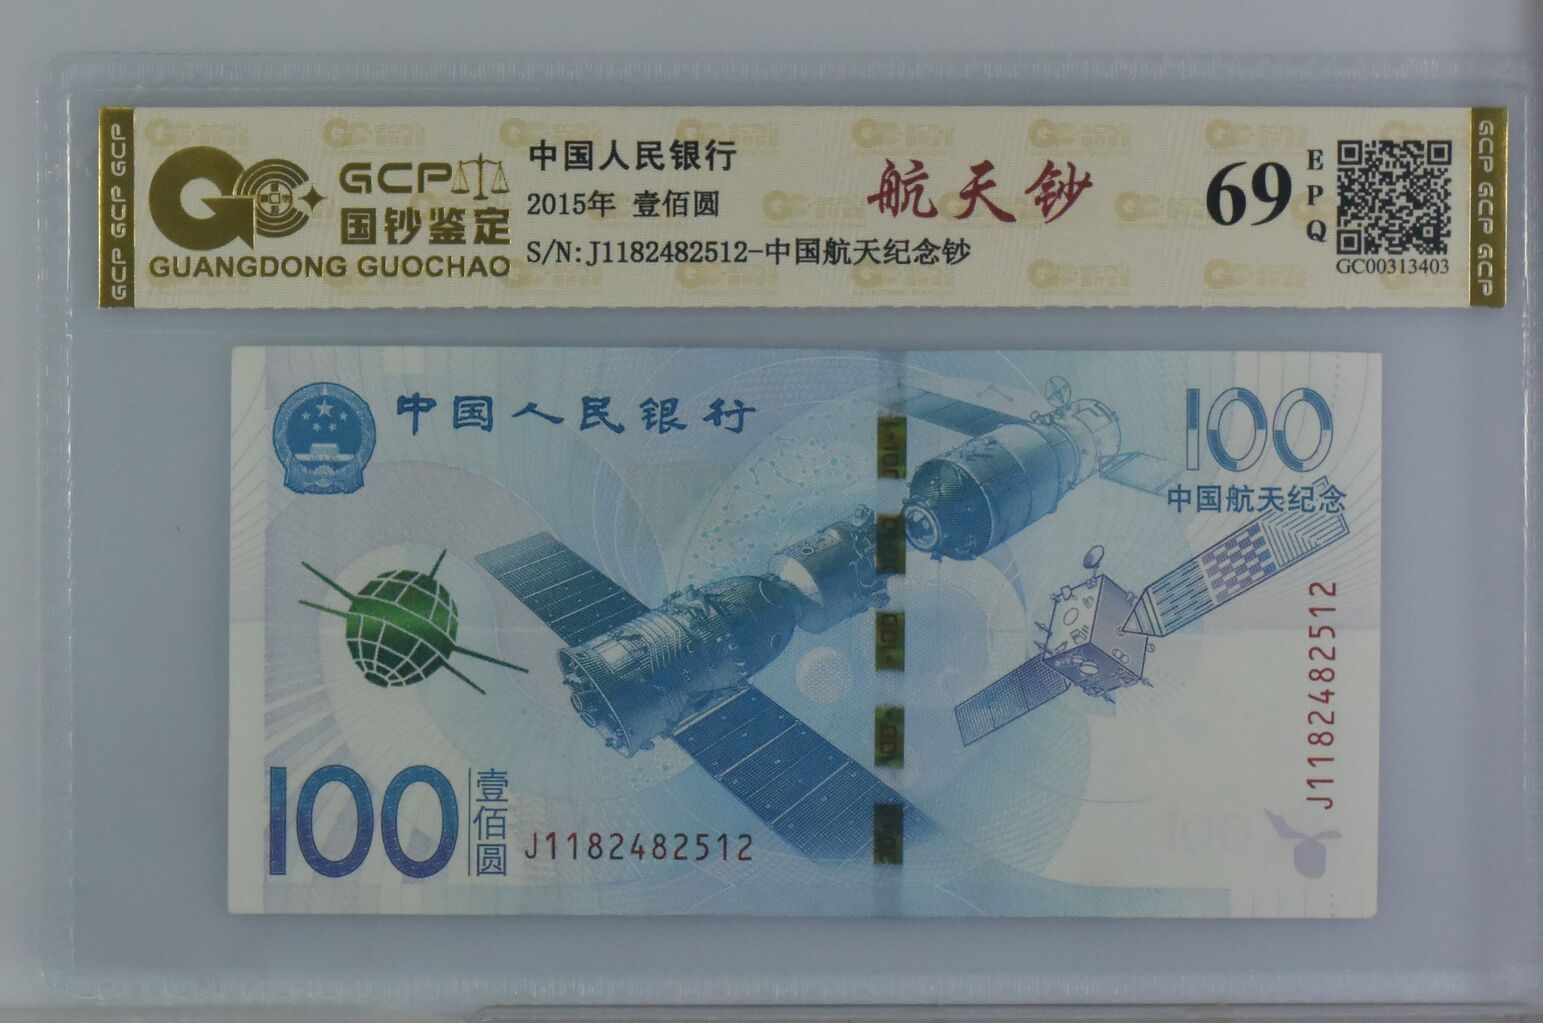 GCP GCP GCP
GCP
国钞鉴定
GUANGDONG GUOCHAO
中国人民银行
2015年 壹佰圆
S/N:J1182482512-中国航天纪念钞
航天钞
69
EPQ
GC00313403
GCP GCP GCP
中国人民银行
100
中国航天纪念
J1182482512
100
壹佰圆
J1182482512